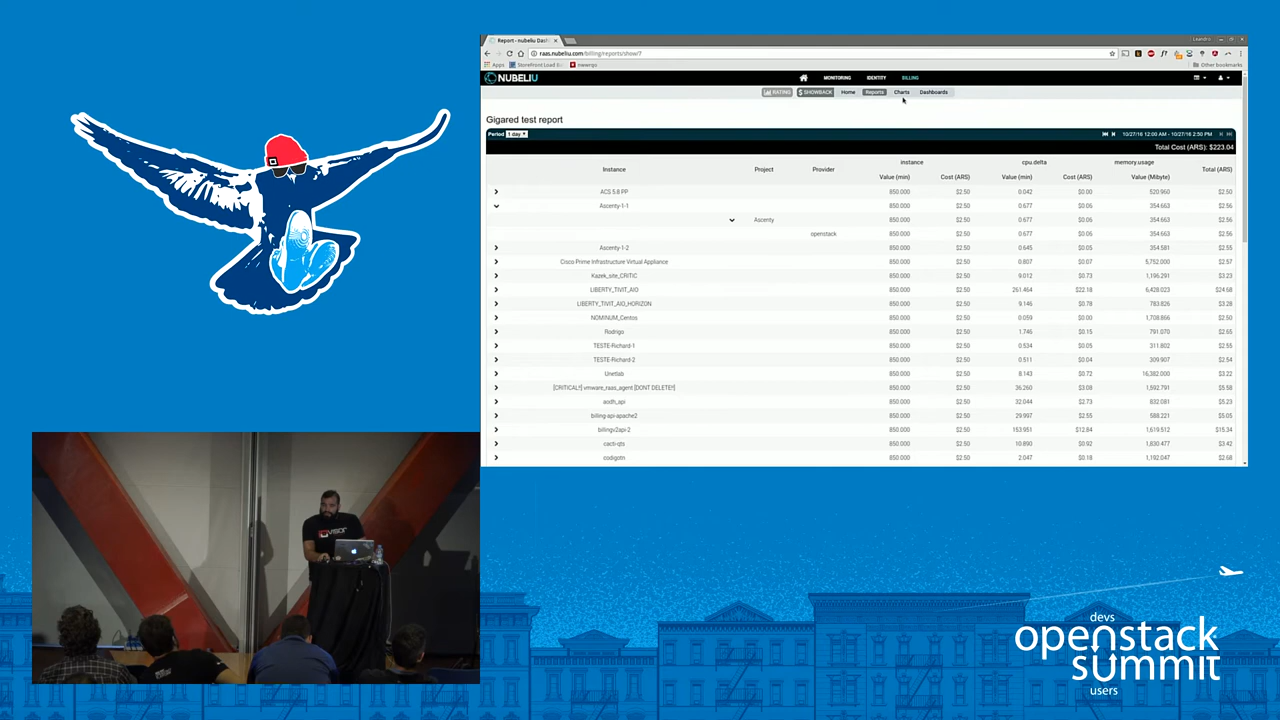 Report - nubeliu Das
Leandro
raas.nubeliu.com/billing/reports/show/7
Apps
StorefrontLoad E
newrqs
Other bookmarks
NUBELIU
MONITORING IDENTITY BILLING
RATING $ SHOWBACK Home Reports Charts Dashboards
Gigared test report
Period 1 day 10/27/16 12:00 AM - 10/27/16 2:50 PM
Total Cost (ARS): $223.04
Instance Project Provider instance cpu.delta memory.usage Total (ARS)
Value (min) Cost (ARS) Value (min) Cost (ARS) Value (Mibyte)
ACS 5.8 PP 850.000 $2.50 0.042 $0.00 520.960 $2.50
Ascenty-1-1 850.000 $2.50 0.677 $0.06 354.663 $2.56
Ascenty 850.000 $2.50 0.677 $0.06 354.663 $2.56
openstack 850.000 $2.50 0.677 $0.06 354.663 $2.56
Ascenty-1-2 850.000 $2.50 0.645 $0.05 354.581 $2.55
Cisco Prime Infrastructure Virtual Appliance 850.000 $2.50 0.807 $0.07 5,752.000 $2.57
Kazek_site_CRITIC 850.000 $2.50 9.012 $0.73 1,196.291 $3.23
LIBERTY_TIVIT_AIO 850.000 $2.50 261.464 $22.18 6,428.023 $24.68
LIBERTY_TIVIT_AIO_HORIZON 850.000 $2.50 9.146 $0.78 783.826 $3.28
NOMINUM_Centos 850.000 $2.50 0.059 $0.00 1,708.866 $2.50
Rodrigo 850.000 $2.50 1.746 $0.15 791.070 $2.65
TESTE-Richard-1 850.000 $2.50 0.534 $0.05 311.802 $2.55
TESTE-Richard-2 850.000 $2.50 0.511 $0.04 309.907 $2.54
Unetlab 850.000 $2.50 8.143 $0.72 16,382.000 $3.22
[CRITICAL!!] vmware_raas_agent [DONT DELETE!!] 850.000 $2.50 36.260 $3.08 1,592.791 $5.58
aodh_api 850.000 $2.50 32.044 $2.73 832.081 $5.23
billing-api-apache2 850.000 $2.50 29.997 $2.55 588.221 $5.05
billingv2api-2 850.000 $2.50 153.951 $12.84 1,619.512 $15.34
cacti-qts 850.000 $2.50 10.890 $0.92 1,830.477 $3.42
codigotn 850.000 $2.50 2.047 $0.18 1,192.047 $2.68
devs
openstack
summit
users